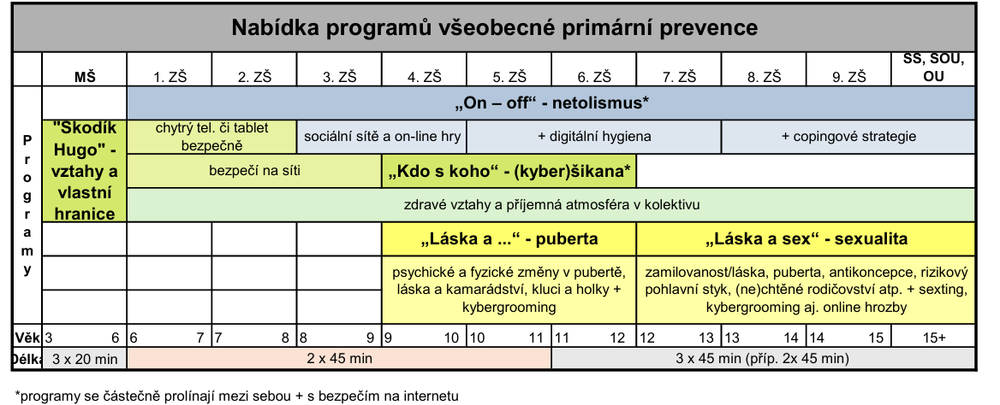 Nabídka programů všeobecné primární prevence
MŠ 1. ZŠ 2. ZŠ 3. ZŠ 4. ZŠ 5. ZŠ 6. ZŠ 7. ZŠ 8. ZŠ 9. ZŠ SS, SOU,
OU
Programy
„On – off“ - netolismus*
"Skodík
Hugo" -
vztahy a
vlastní
hranice
chytrý tel. či tablet
bezpečně
sociální sítě a on-line hry
+ digitální hygiena
+ copingové strategie
bezpečí na síti
„Kdo s koho“ - (kyber)šikana*
zdravé vztahy a příjemná atmosféra v kolektivu
„Láska a ...“ - puberta
„Láska a sex“ - sexualita
psychické a fyzické změny v pubertě,
láska a kamarádství, kluci a holky +
kybergrooming
zamilovanost/láska, puberta, antikoncepce, rizikový
pohlavní styk, (ne)chtěné rodičovství atp. + sexting,
kybergrooming aj. online hrozby
Věk 3 6 6 7 7 8 8 9 9 10 10 11 11 12 12 13 13 14 14 15 15+
Délka 3 x 20 min 2 x 45 min 3 x 45 min (příp. 2x 45 min)
*programy se částečně prolínají mezi sebou + s bezpečím na internetu